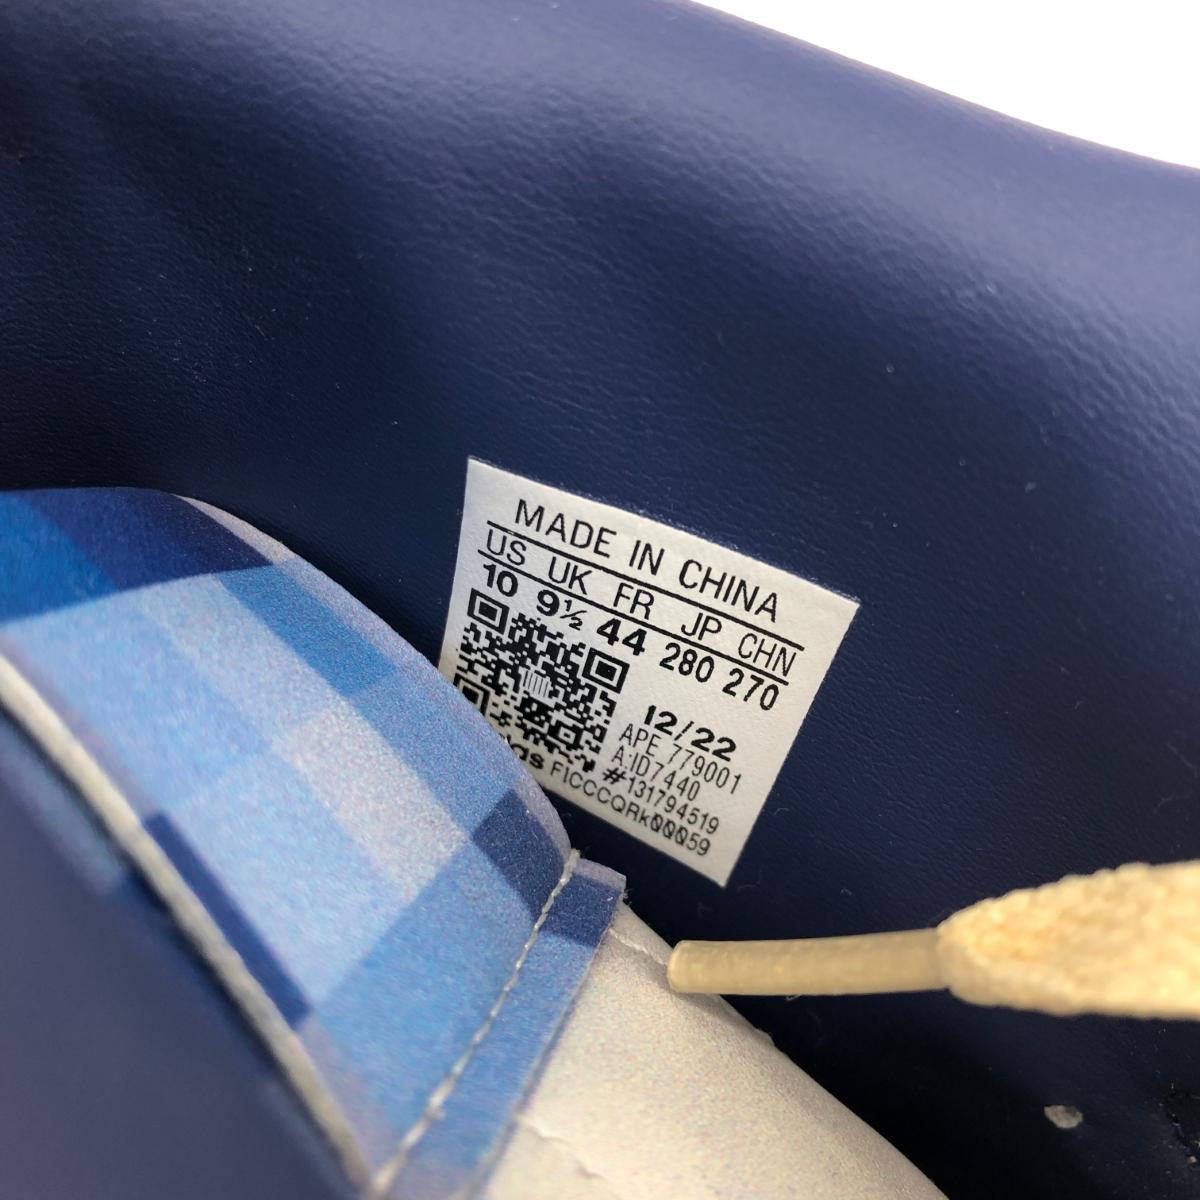 MADE IN CHINA
US UK FR JP CHN
10 9½ 44 280 270
12/22
APE 779001
A:ID7440
#131794519
FICCCQRk00059